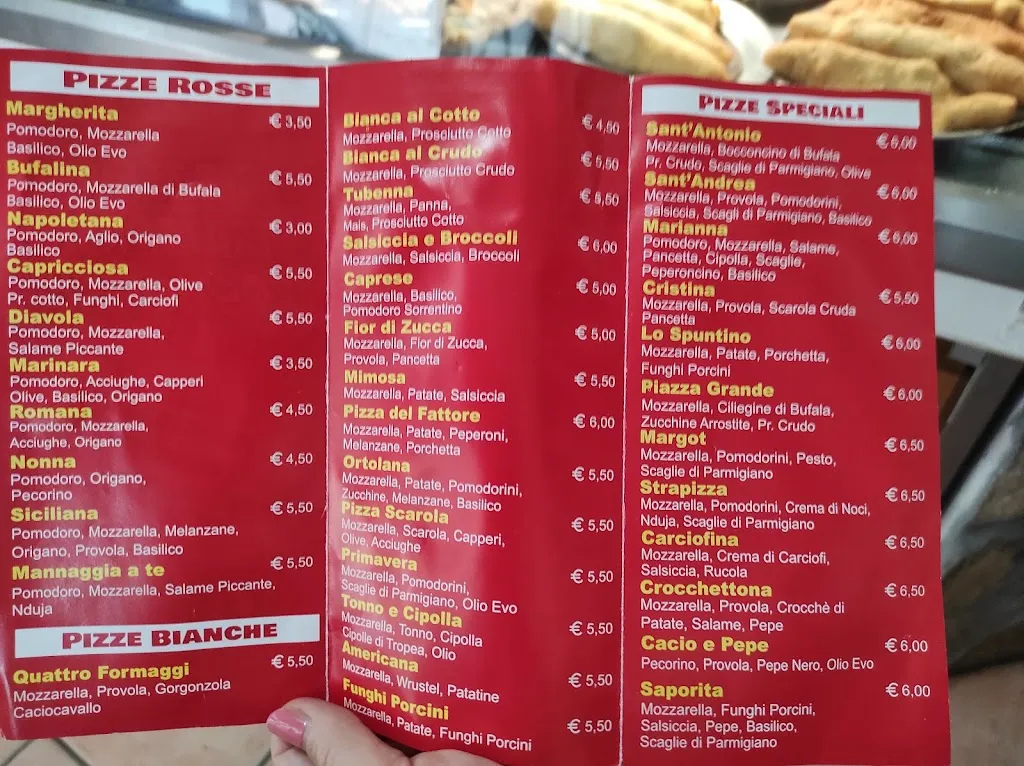 PIZZE ROSSE
Margherita € 3,50
Pomodoro, Mozzarella
Basilico, Olio Evo
Bufalina € 5,50
Pomodoro, Mozzarella di Bufala
Basilico, Olio Evo
Napoletana € 3,00
Pomodoro, Aglio, Origano
Basilico
Capricciosa € 5,50
Pomodoro, Mozzarella, Olive
Pr. cotto, Funghi, Carciofi
Diavola € 5,50
Pomodoro, Mozzarella,
Salame Piccante
Marinara € 3,50
Pomodoro, Acciughe, Capperi
Olive, Basilico, Origano
Romana € 4,50
Pomodoro, Mozzarella,
Acciughe, Origano
Nonna € 4,50
Pomodoro, Origano,
Pecorino
Siciliana € 5,50
Pomodoro, Mozzarella, Melanzane,
Origano, Provola, Basilico
Mannaggia a te € 5,50
Pomodoro, Mozzarella, Salame Piccante,
Nduja
PIZZE BIANCHE
Quattro Formaggi € 5,50
Mozzarella, Provola, Gorgonzola
Caciocavallo
Bianca al Cotto € 4,50
Mozzarella, Prosciutto Cotto
Bianca al Crudo € 5,50
Mozzarella, Prosciutto Crudo
Tubenna € 5,50
Mozzarella, Panna,
Mais, Prosciutto Cotto
Salsiccia e Broccoli € 6,00
Mozzarella, Salsiccia, Broccoli
Caprese € 5,00
Mozzarella, Basilico,
Pomodoro Sorrentino
Fior di Zucca € 5,00
Mozzarella, Fior di Zucca,
Provola, Pancetta
Mimosa € 5,50
Mozzarella, Patate, Salsiccia
Pizza del Fattore € 6,00
Mozzarella, Patate, Peperoni,
Melanzane, Porchetta
Ortolana € 5,50
Mozzarella, Patate, Pomodorini,
Zucchine, Melanzane, Basilico
Pizza Scarola € 5,50
Mozzarella, Scarola, Capperi,
Olive, Acciughe
Primavera € 5,50
Mozzarella, Pomodorini,
Scaglie di Parmigiano, Olio Evo
Tonno e Cipolla € 5,50
Mozzarella, Tonno, Cipolla
Cipolle di Tropea, Olio
Americana € 5,50
Mozzarella, Wrustel, Patatine
Funghi Porcini € 5,50
Mozzarella, Patate, Funghi Porcini
PIZZE SPECIALI
Sant'Antonio € 6,00
Mozzarella, Bocconcino di Bufala
Pr. Crudo, Scaglie di Parmigiano, Olive
Sant'Andrea € 6,00
Mozzarella, Provola, Pomodorini,
Salsiccia, Scagli di Parmigiano, Basilico
Marianna € 6,00
Pomodoro, Mozzarella, Salame,
Pancetta, Cipolla, Scaglie,
Peperoncino, Basilico
Cristina € 5,50
Mozzarella, Provola, Scarola Cruda
Pancetta
Lo Spuntino € 6,00
Mozzarella, Patate, Porchetta,
Funghi Porcini
Piazza Grande € 6,00
Mozzarella, Ciliegine di Bufala,
Zucchine Arrostite, Pr. Crudo
Margot € 6,50
Mozzarella, Pomodorini, Pesto,
Scaglie di Parmigiano
Strapizza € 6,50
Mozzarella, Pomodorini, Crema di Noci,
Nduja, Scaglie di Parmigiano
Carciofina € 6,50
Mozzarella, Crema di Carciofi,
Salsiccia, Rucola
Crocchettona € 6,50
Mozzarella, Provola, Crocchè di
Patate, Salame, Pepe
Cacio e Pepe € 6,00
Pecorino, Provola, Pepe Nero, Olio Evo
Saporita € 6,00
Mozzarella, Funghi Porcini,
Salsiccia, Pepe, Basilico,
Scaglie di Parmigiano